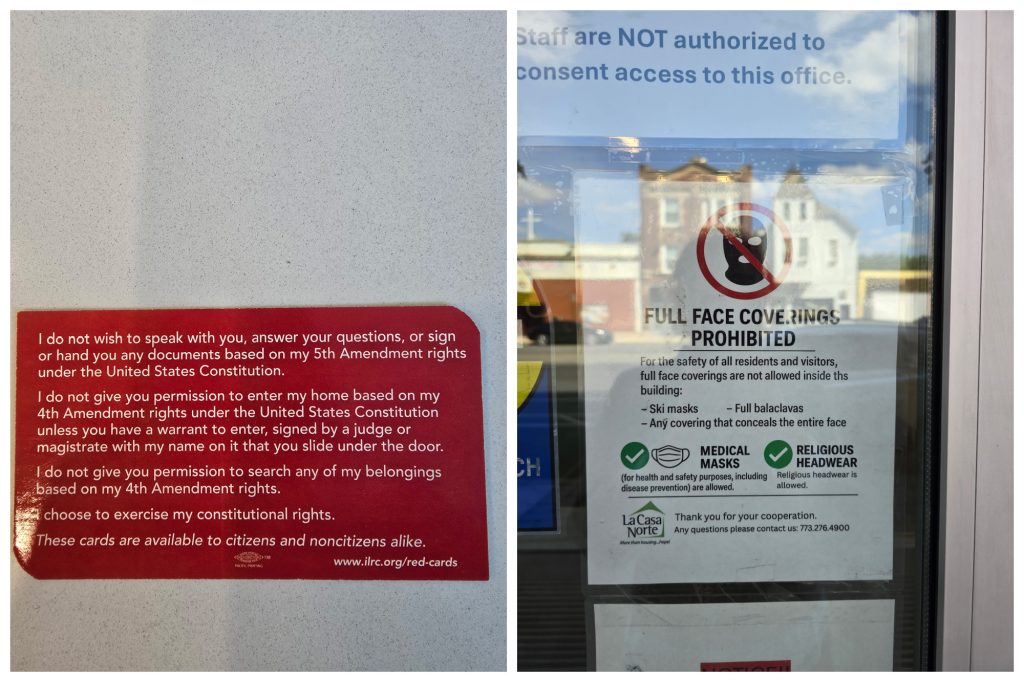 I do not wish to speak with you, answer your questions, or sign
or hand you any documents based on my 5th Amendment rights
under the United States Constitution.
I do not give you permission to enter my home based on my
4th Amendment rights under the United States Constitution
unless you have a warrant to enter, signed by a judge or
magistrate with my name on it that you slide under the door.
I do not give you permission to search any of my belongings
based on my 4th Amendment rights.
I choose to exercise my constitutional rights.
These cards are available to citizens and noncitizens alike.
www.ilrc.org/red-cards
Staff are NOT authorized to
consent access to this office.
FULL FACE COVERINGS
PROHIBITED
For the safety of all residents and visitors,
full face coverings are not allowed inside ths
building:
– Ski masks – Full balaclavas
– Any covering that conceals the entire face
MEDICAL
MASKS
(for health and safety purposes, including
disease prevention) are allowed.
RELIGIOUS
HEADWEAR
Religious headwear is
allowed.
La Casa
Norte
More than housing...hope!
Thank you for your cooperation.
Any questions please contact us: 773.276.4900
CH
NOTICE!!